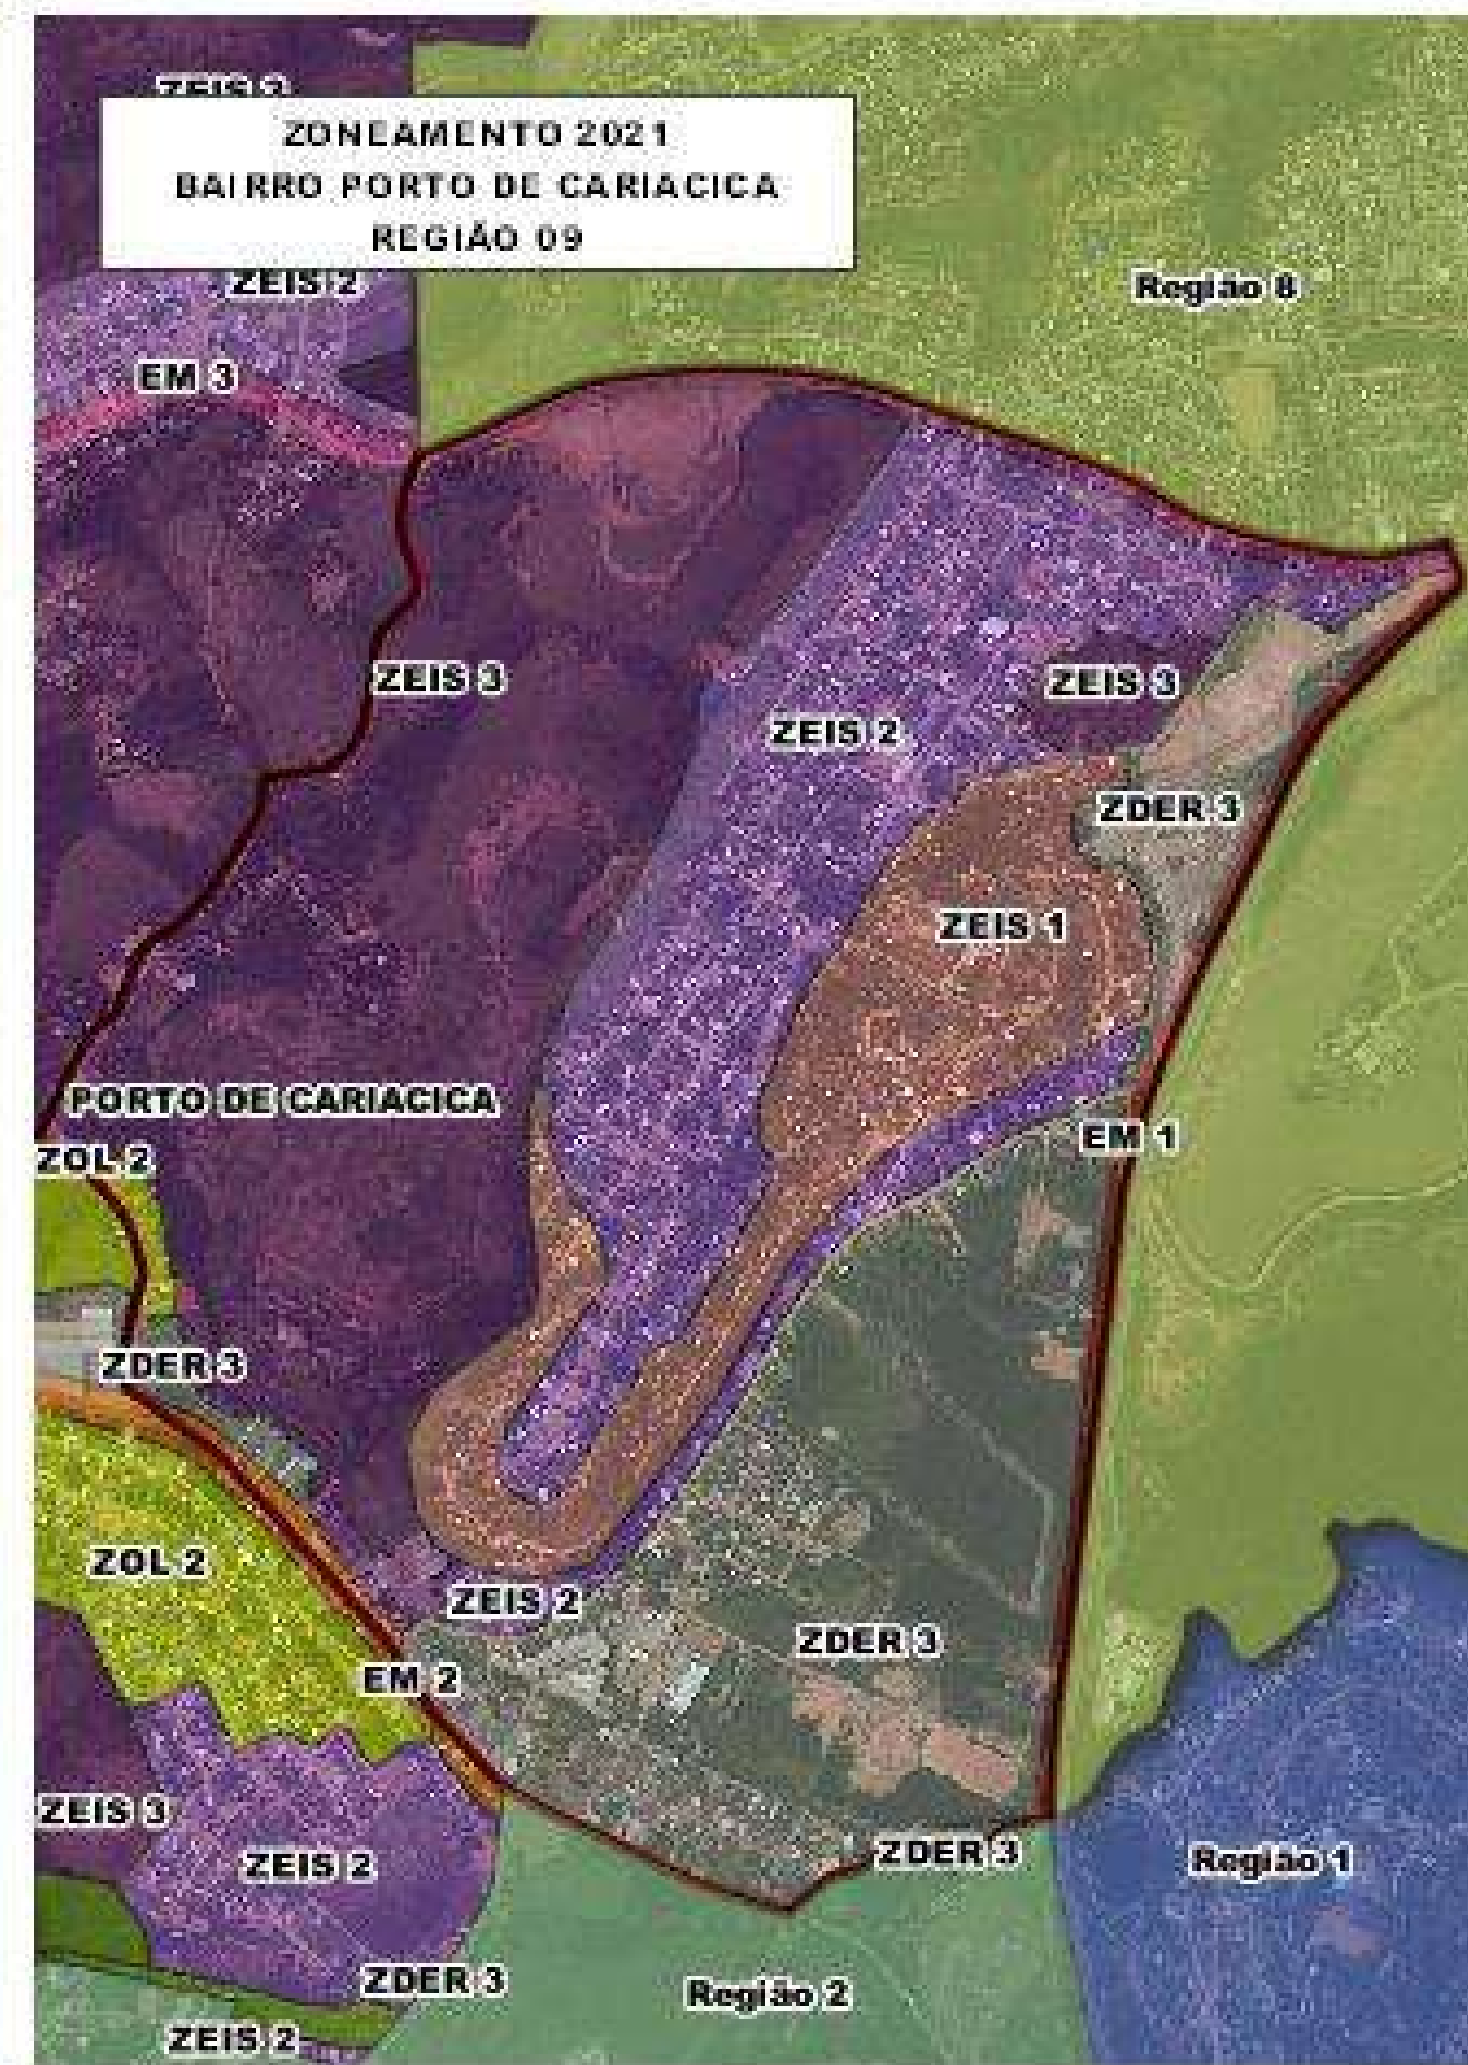 ZEIS 2
ZONEAMENTO 2021
BAIRRO PORTO DE CARIACICA
REGIÃO 09
ZEIS 2
Região 8
EM 3
ZEIS 3
ZEIS 3
ZEIS 2
ZDER 3
ZEIS 1
PORTO DE CARIACICA
EM 1
ZOL 2
ZDER 3
ZOL 2
ZEIS 2
ZDER 3
EM 2
ZEIS 3
ZDER 3
ZEIS 2
Região 1
ZDER 3
Região 2
ZEIS 2